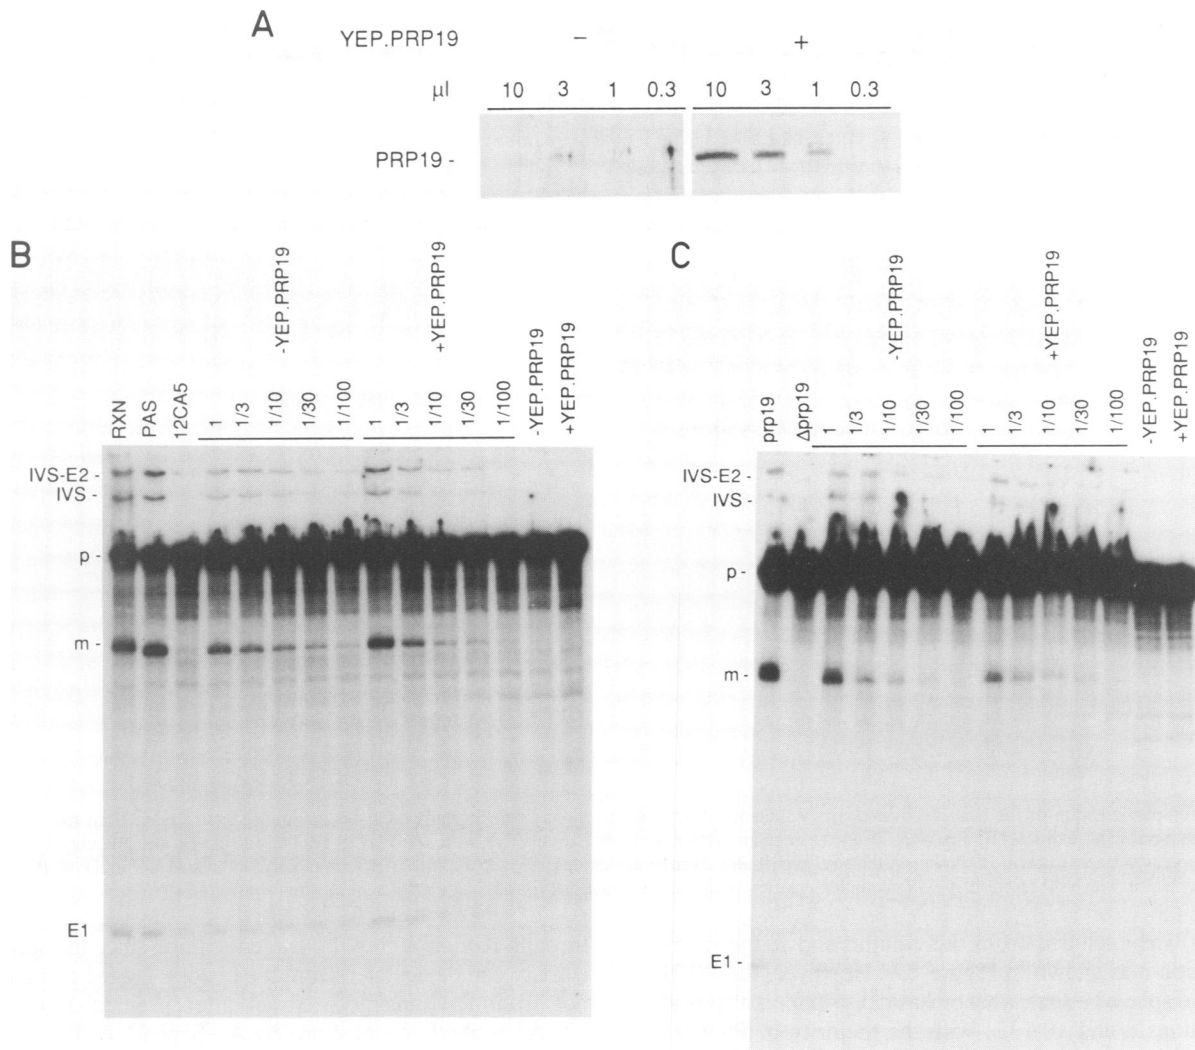 A
YEP.PRP19 – +
µl 10 3 1 0.3 10 3 1 0.3
PRP19 -
B
RXN PAS 12CA5 -YEP.PRP19 1 1/3 1/10 1/30 1/100 +YEP.PRP19 1 1/3 1/10 1/30 1/100 -YEP.PRP19 +YEP.PRP19
IVS-E2 -
IVS -
p -
m -
E1
C
prp19 Δprp19 -YEP.PRP19 1 1/3 1/10 1/30 1/100 +YEP.PRP19 1 1/3 1/10 1/30 1/100 -YEP.PRP19 +YEP.PRP19
IVS-E2 -
IVS -
p -
m -
E1 -